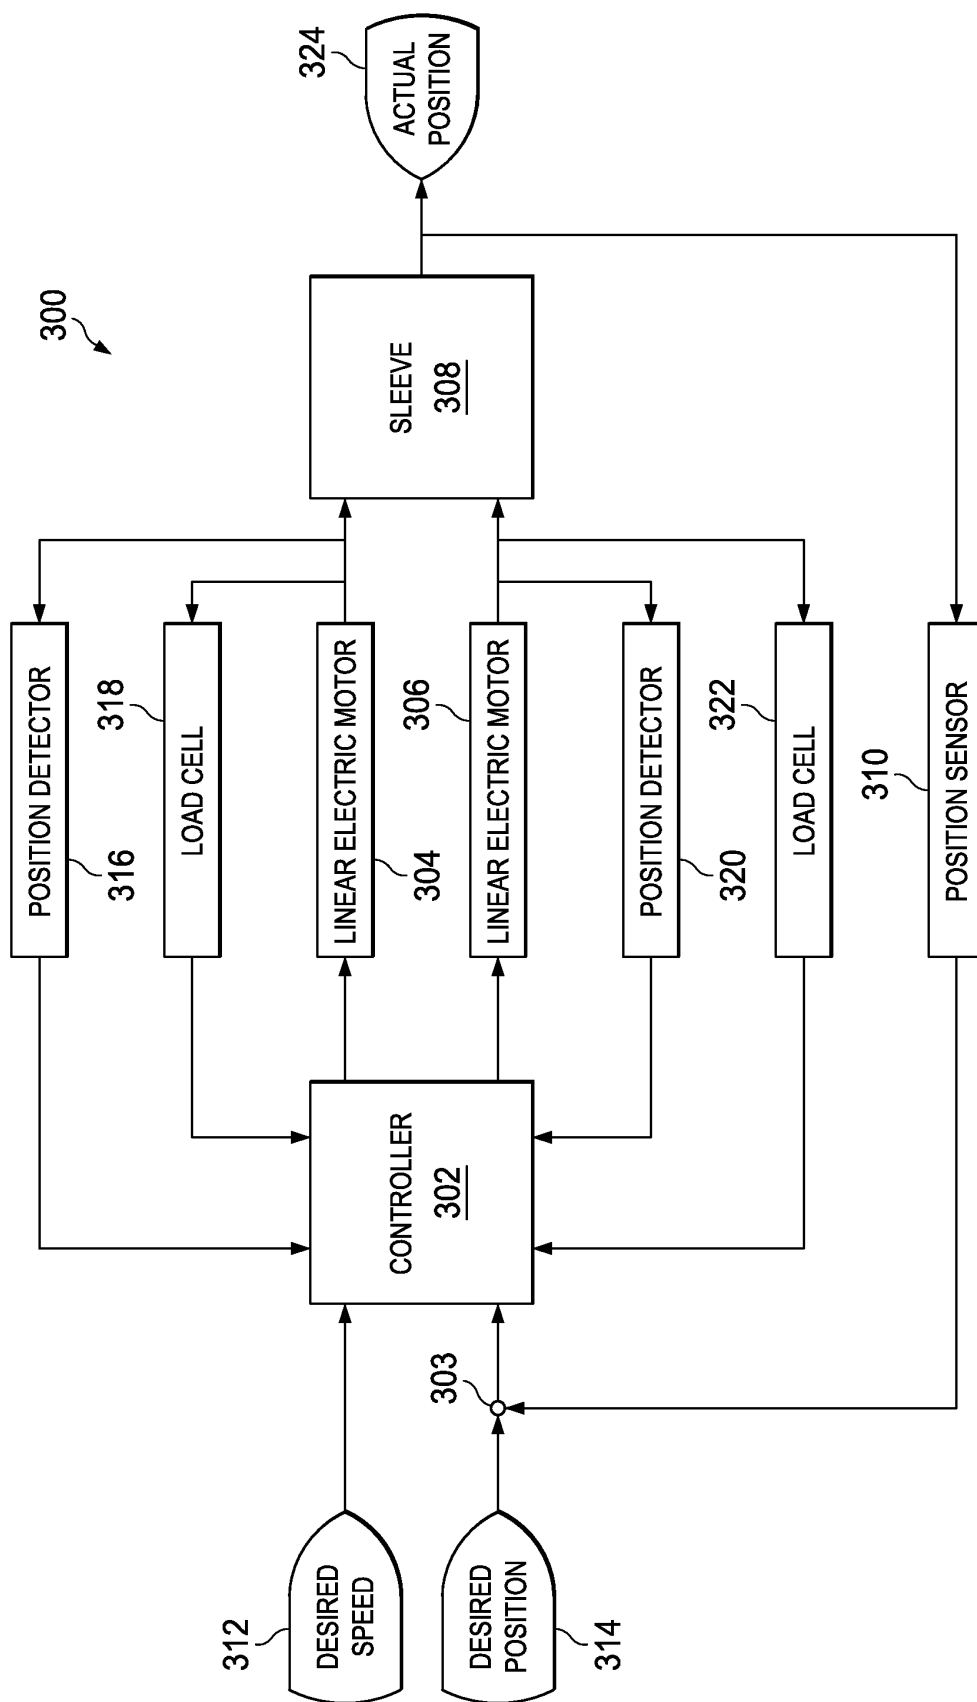 300
312
DESIRED
SPEED
DESIRED
POSITION
314
303
CONTROLLER
302
POSITION DETECTOR
316
318
LOAD CELL
LINEAR ELECTRIC MOTOR
304
306
LINEAR ELECTRIC MOTOR
POSITION DETECTOR
320
322
LOAD CELL
310
POSITION SENSOR
SLEEVE
308
324
ACTUAL
POSITION